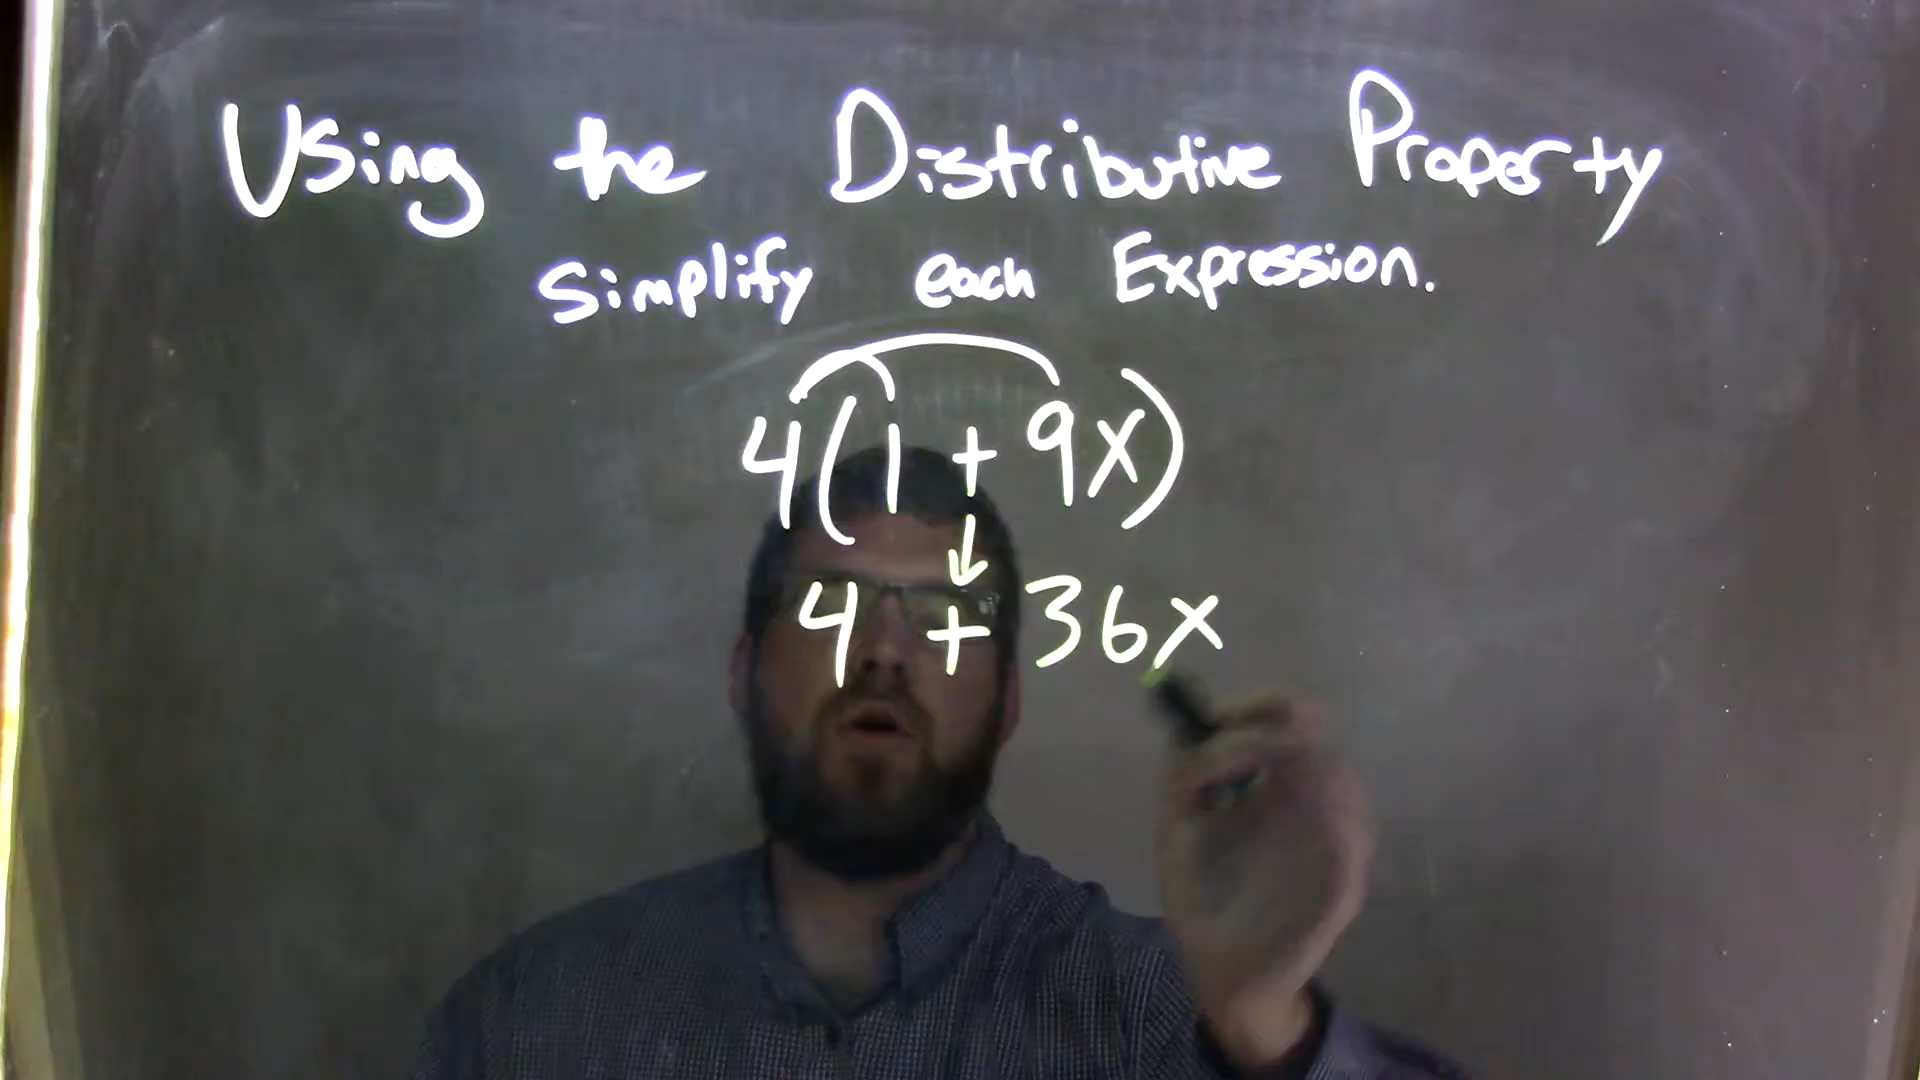 Using the Distributive Property
Simplify each Expression.
4(1 + 9x)
4 + 36x